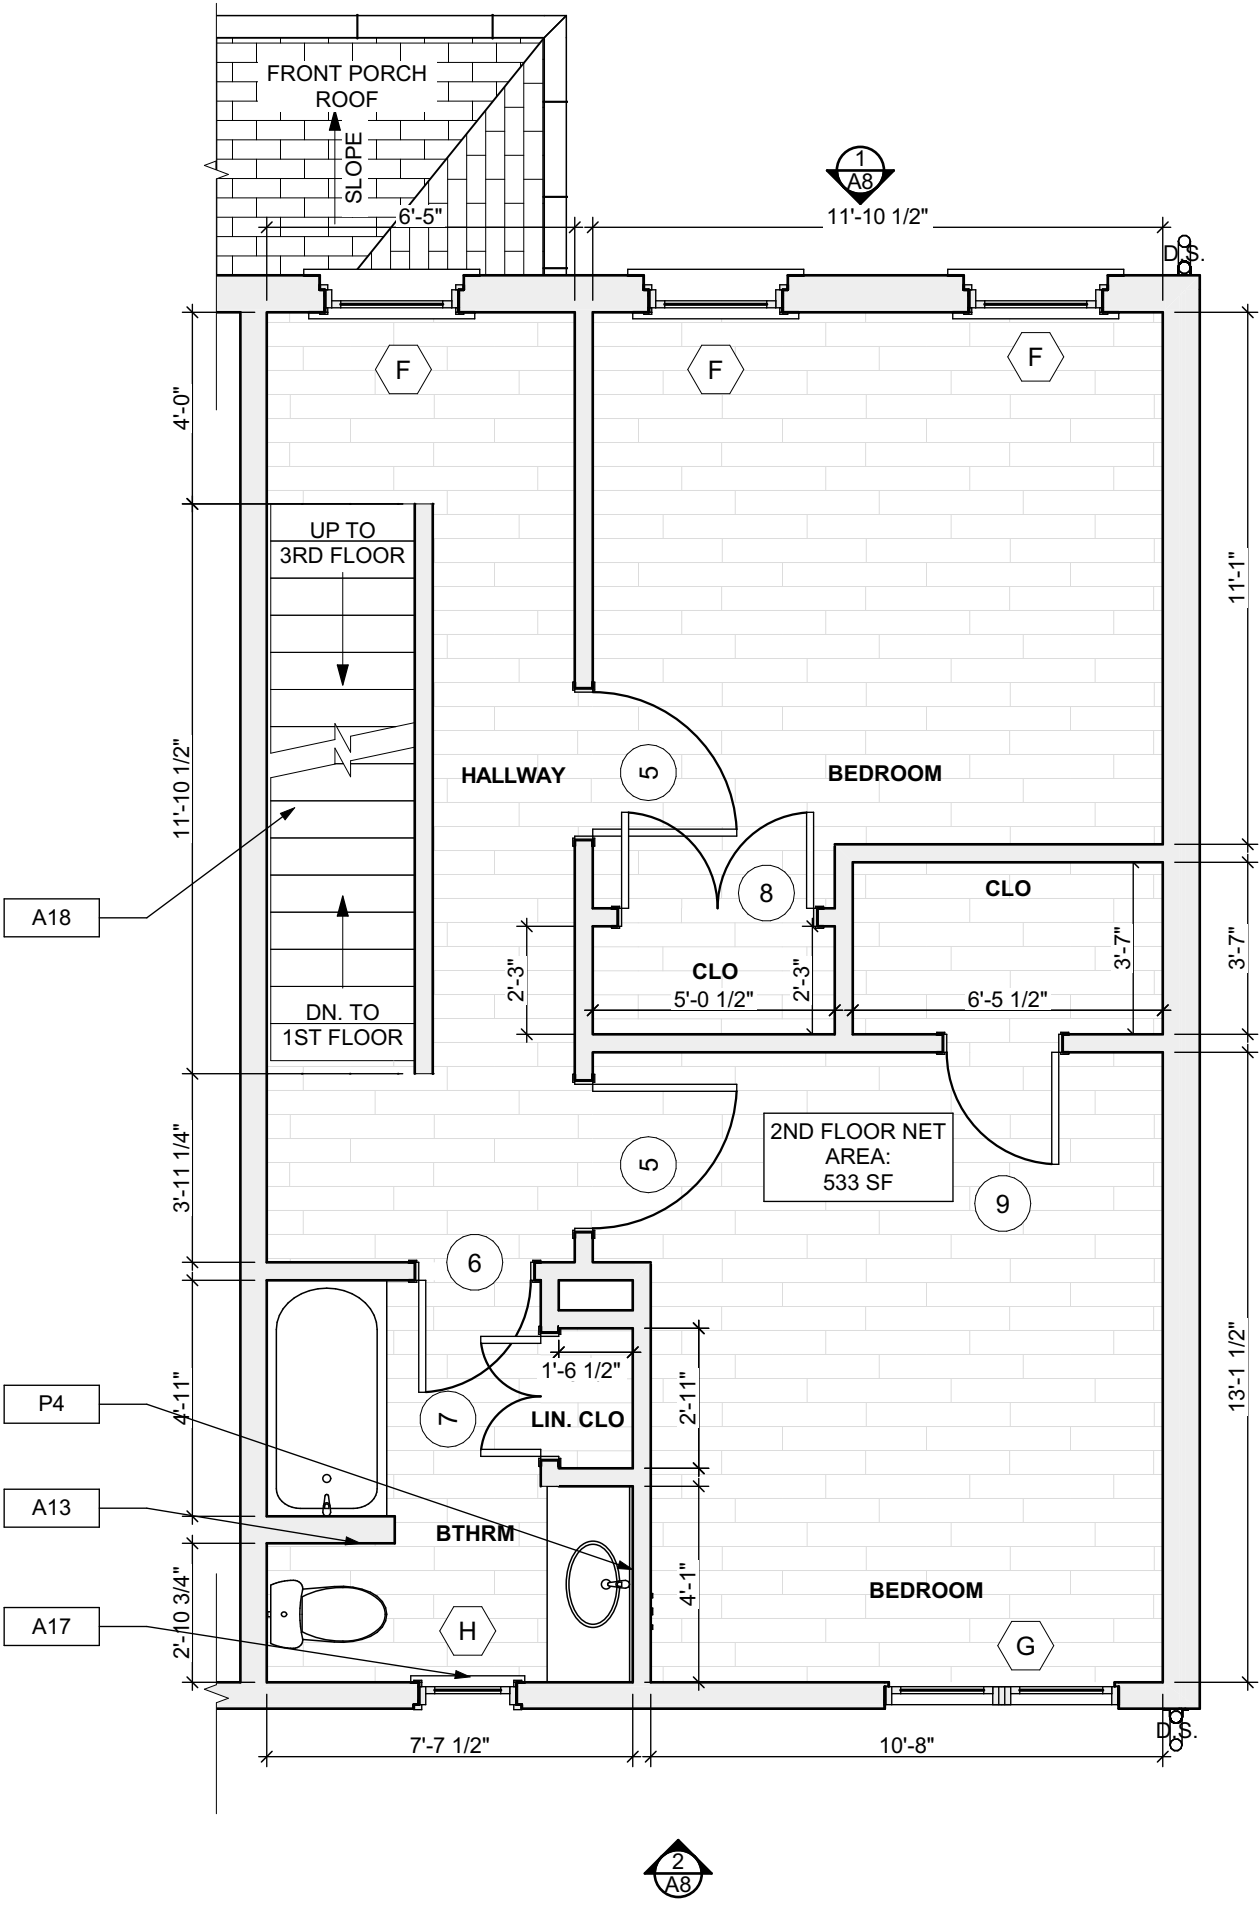 FRONT PORCH
ROOF
SLOPE
1
A8
6'-5"
11'-10 1/2"
D.S.
F
F
F
4'-0"
UP TO
3RD FLOOR
11'-1"
HALLWAY
5
BEDROOM
11'-10 1/2"
8
CLO
A18
3'-7"
3'-7"
2'-3"
CLO
2'-3"
5'-0 1/2"
6'-5 1/2"
DN. TO
1ST FLOOR
2ND FLOOR NET
AREA:
533 SF
3'-11 1/4"
5
9
6
1'-6 1/2"
P4
4'-11"
7
LIN. CLO
2'-11"
13'-1 1/2"
A13
BTHRM
4'-1"
BEDROOM
2'-10 3/4"
A17
H
G
D.S.
7'-7 1/2"
10'-8"
2
A8